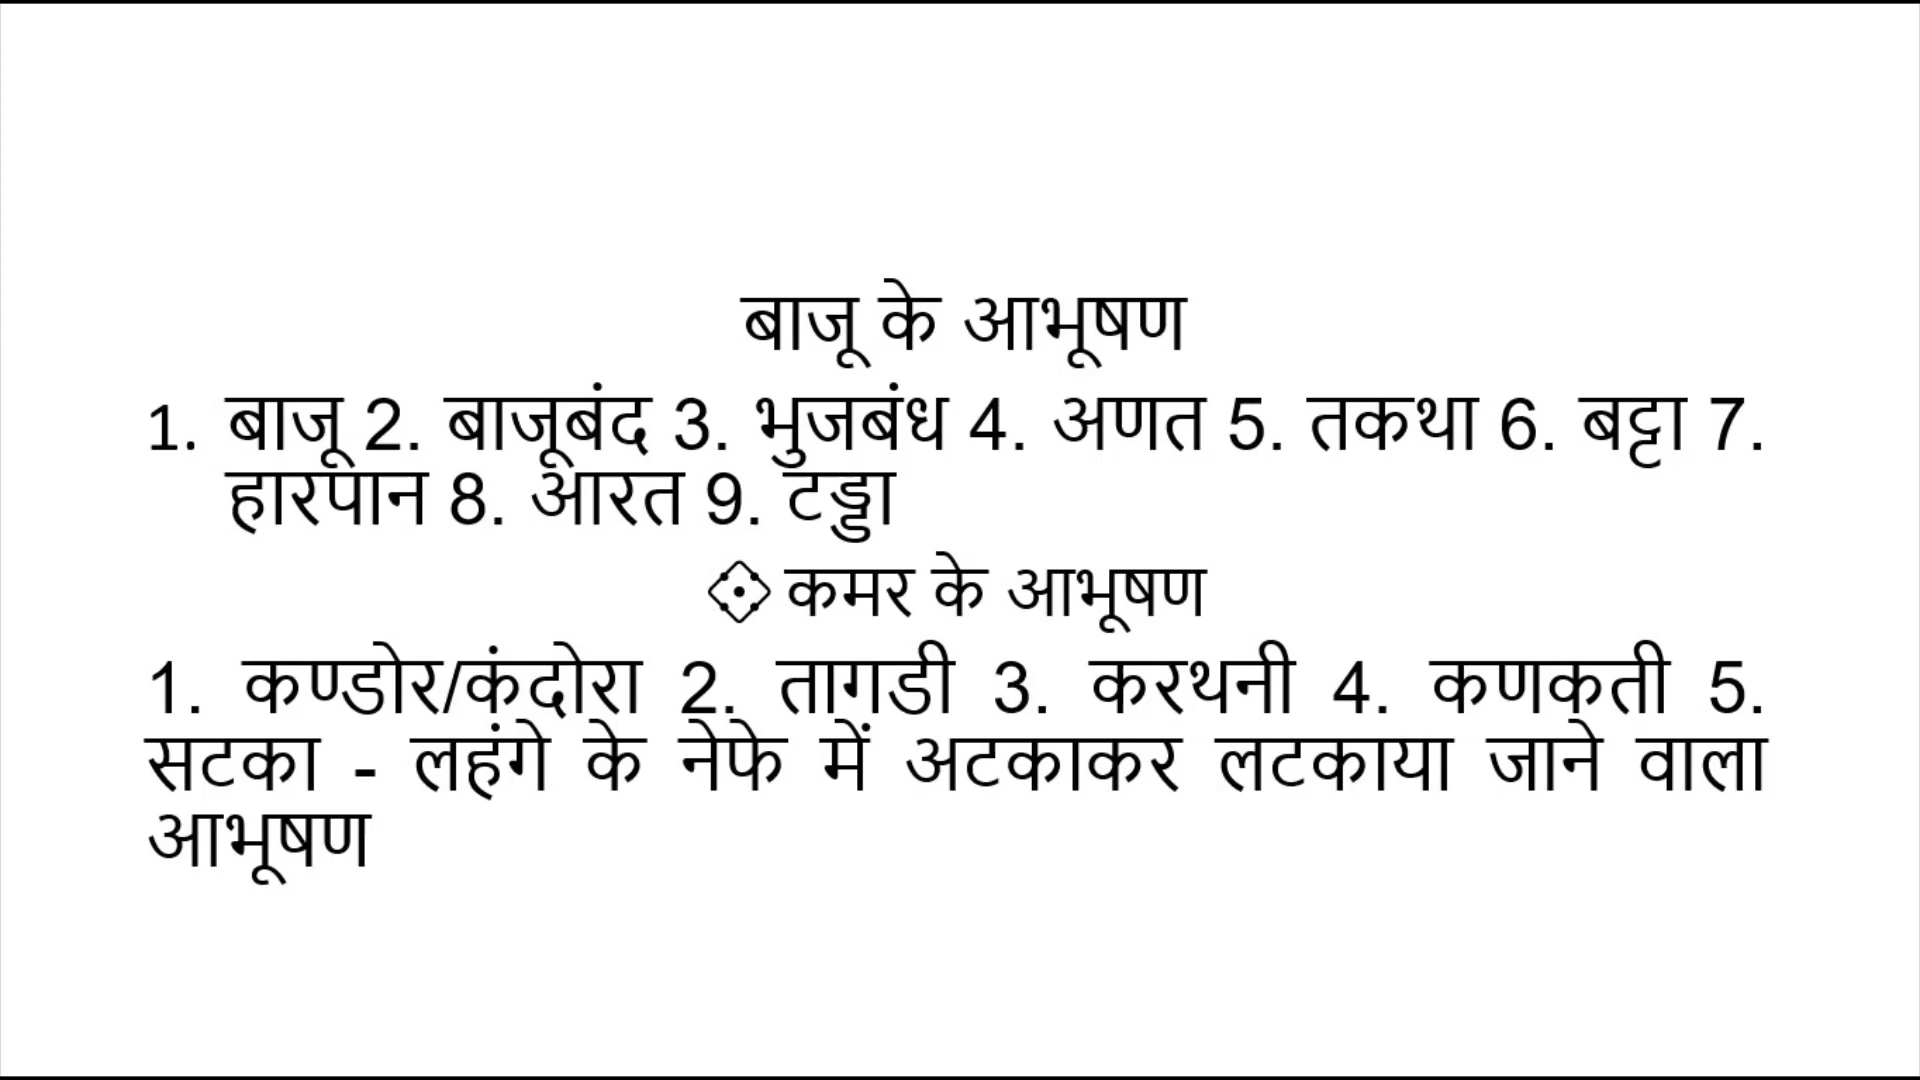 बाजू के आभूषण
1. बाजू 2. बाजूबंद 3. भुजबंध 4. अणत 5. तकथा 6. बट्टा 7.
हारपान 8. आरत 9. टड्डा
कमर के आभूषण
1. कण्डोर/कंदोरा 2. तागडी 3. करथनी 4. कणकती 5.
सटका - लहंगे के नेफे में अटकाकर लटकाया जाने वाला
आभूषण